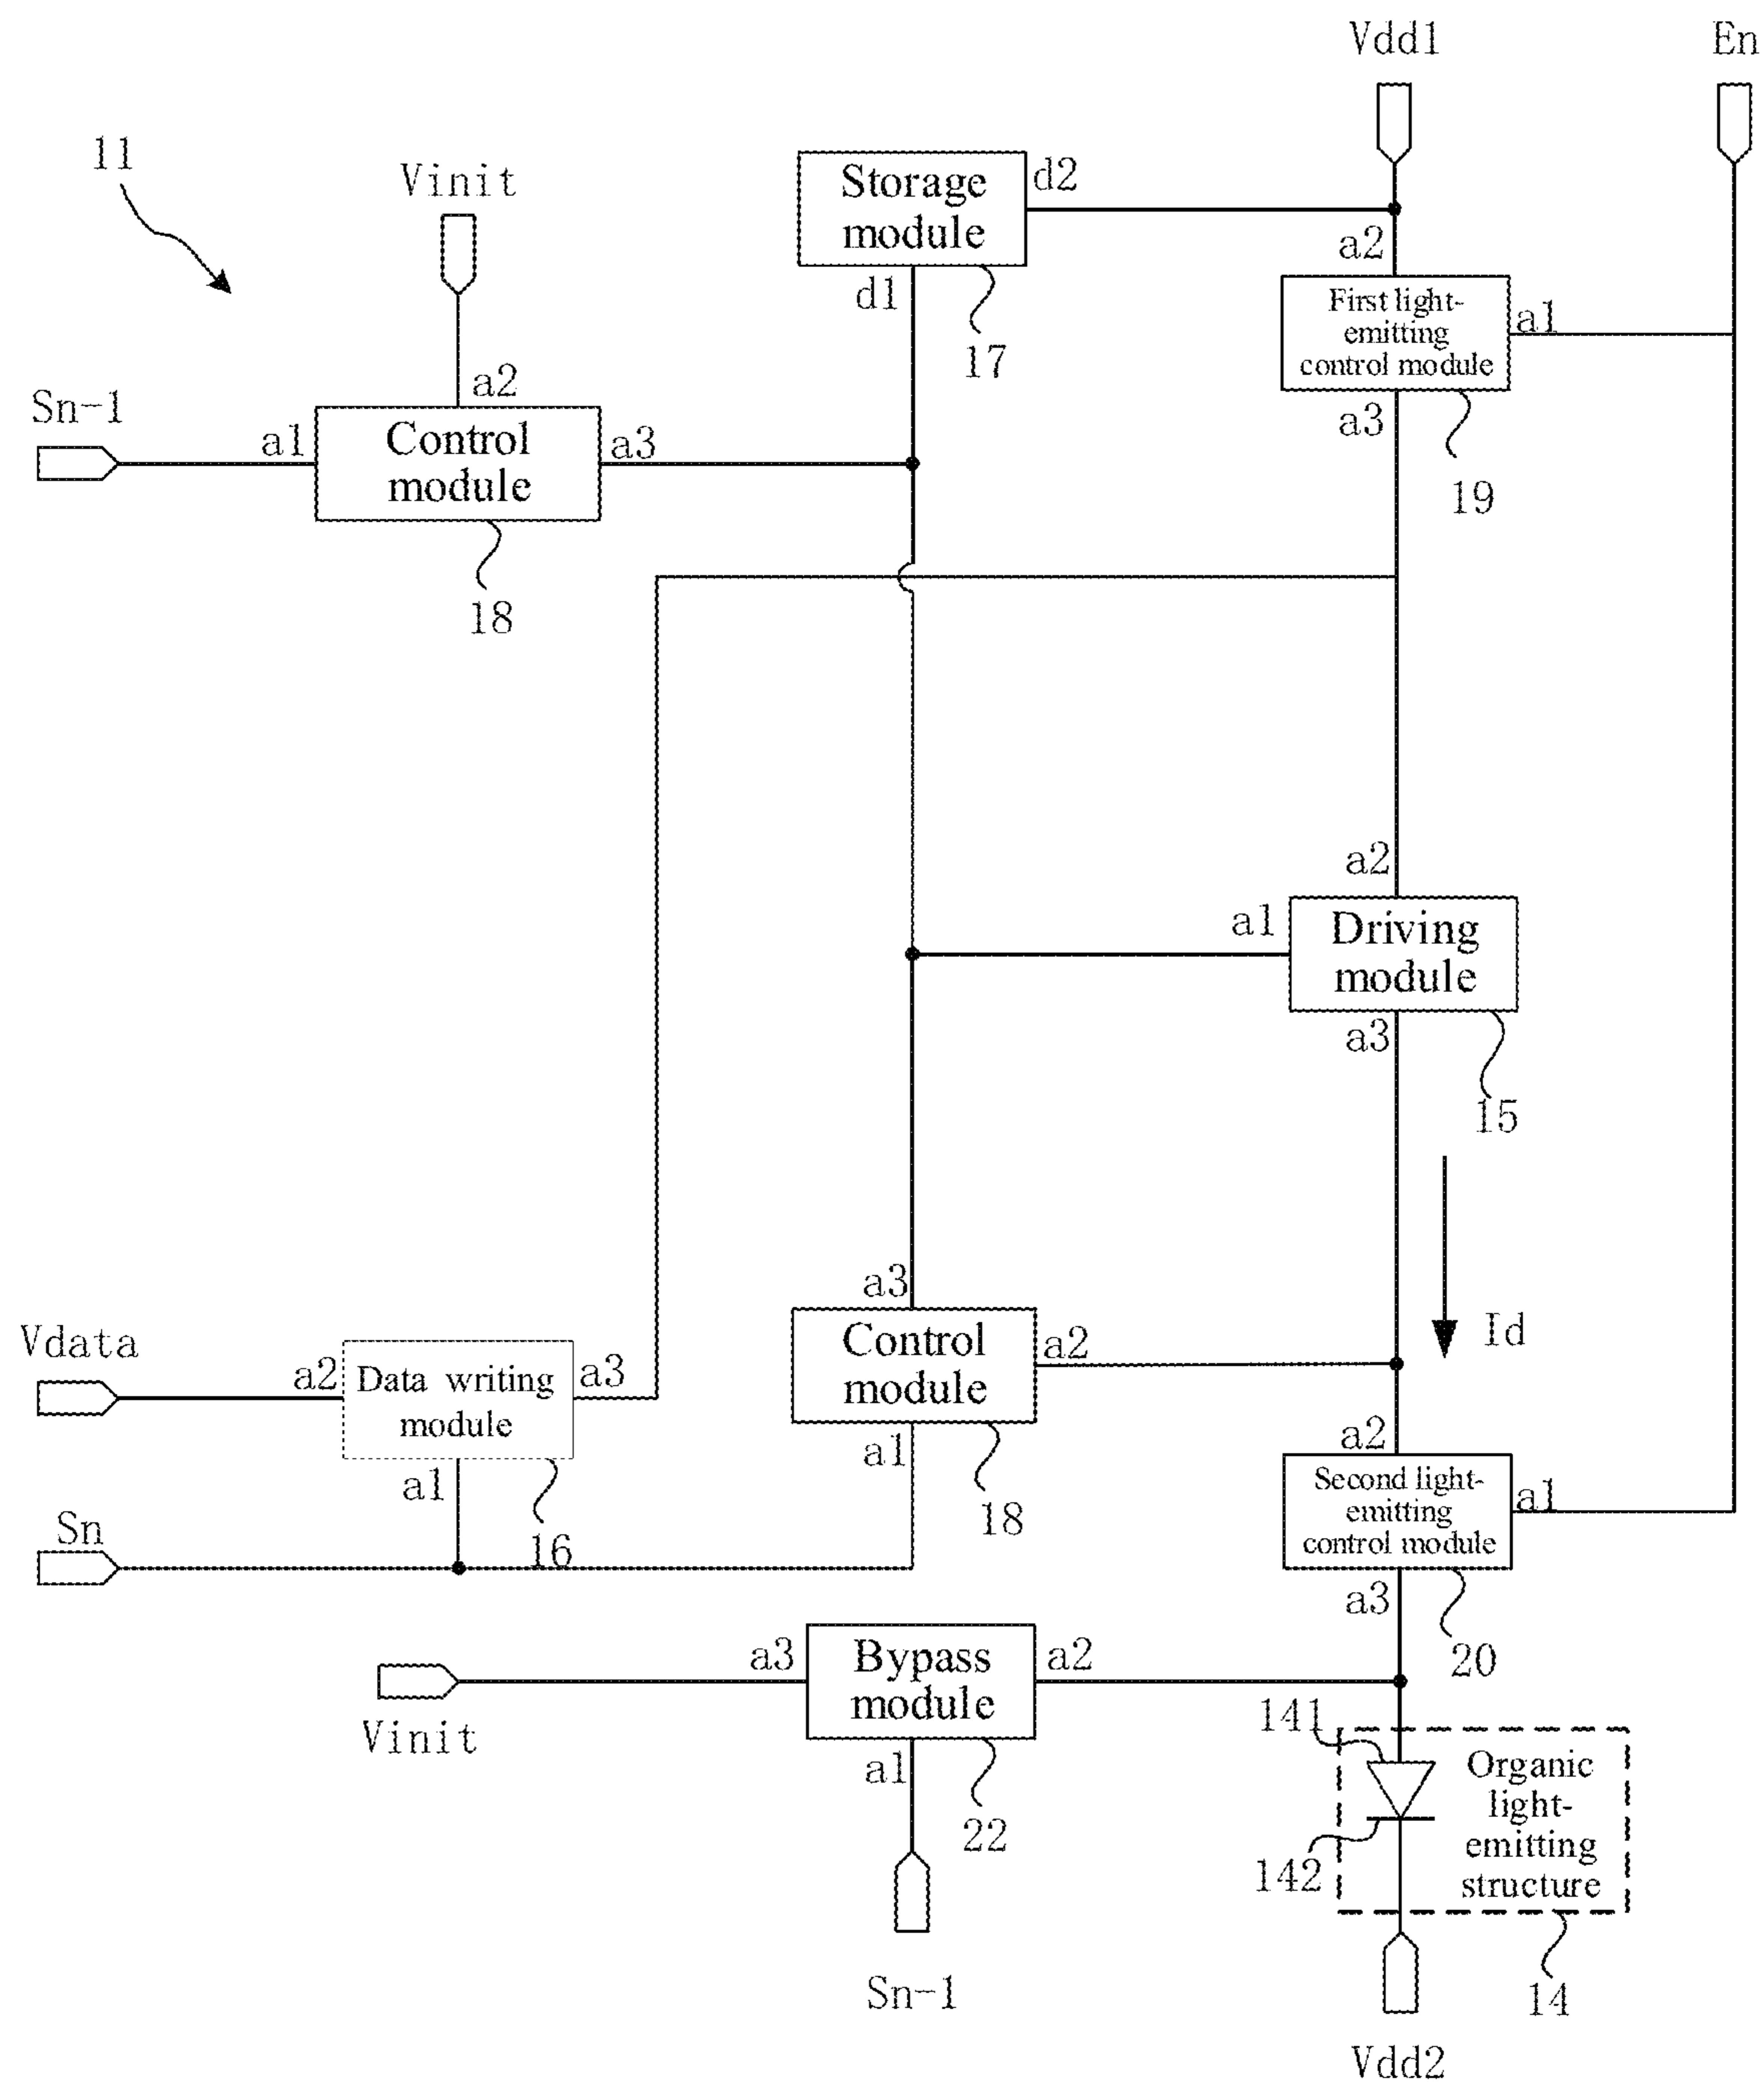 Vdd1
En
11
Vinit
Storage
module
d2
a2
d1
First light-
emitting
control module
a1
17
Sn-1
a1
a2
Control
module
a3
a3
19
18
a2
a1
Driving
module
a3
15
Id
a3
Vdata
a2
Data writing
module
a3
Control
module
a2
a1
a1
a2
Second light-
emitting
control module
a1
Sn
16
18
a3
20
a3
Bypass
module
a2
Vinit
a1
22
141
Organic
light-
emitting
structure
142
Sn-1
14
Vdd2